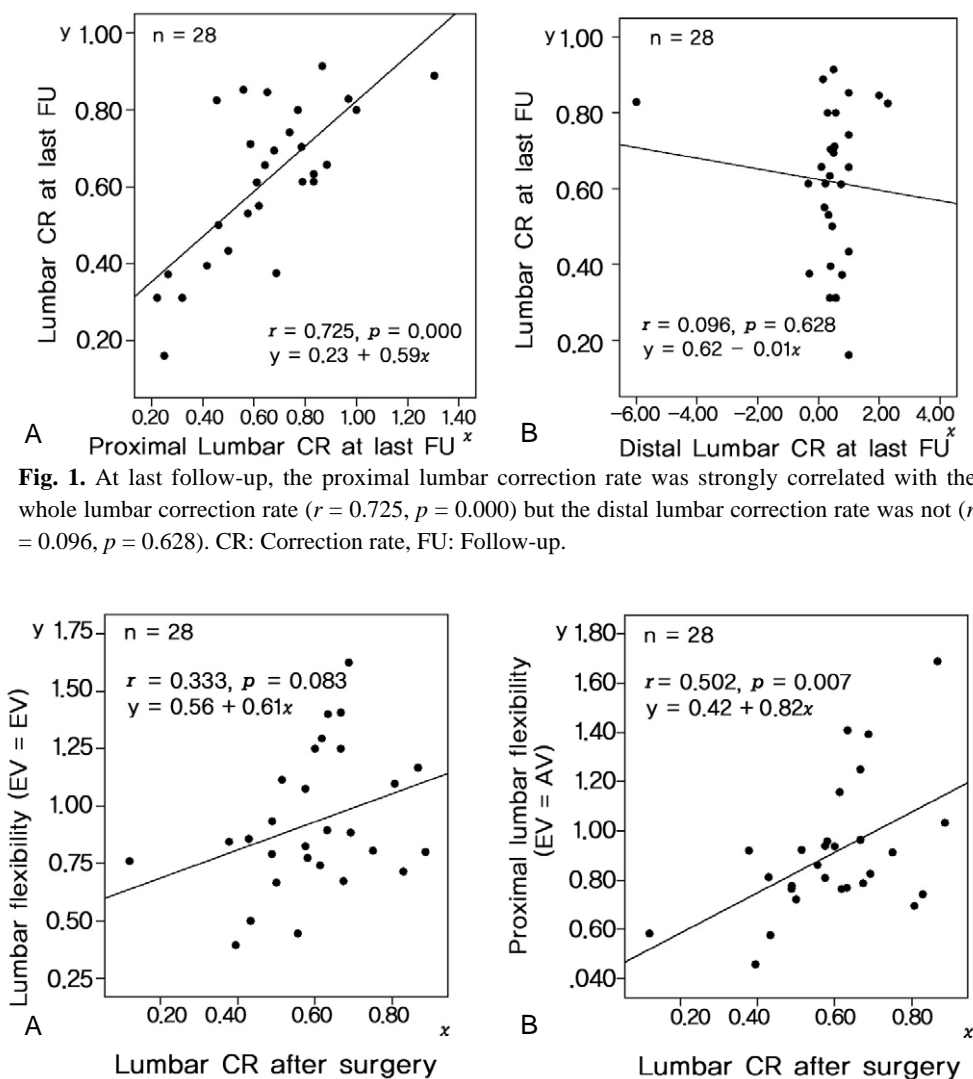 y 1.00
n = 28
0.80
0.60
0.40
0.20
Lumbar CR at last FU
r = 0.725, p = 0.000
y = 0.23 + 0.59x
0.20 0.40 0.60 0.80 1.00 1.20 1.40
x
A
Proximal Lumbar CR at last FU
y 1.00
n = 28
0.80
0.60
0.40
0.20
Lumbar CR at last FU
r = 0.096, p = 0.628
y = 0.62 − 0.01x
-6.00 -4.00 -2.00 0.00 2.00 4.00
x
B
Distal Lumbar CR at last FU
Fig. 1. At last follow-up, the proximal lumbar correction rate was strongly correlated with the
whole lumbar correction rate (r = 0.725, p = 0.000) but the distal lumbar correction rate was not (r
= 0.096, p = 0.628). CR: Correction rate, FU: Follow-up.
y 1.75
n = 28
r = 0.333, p = 0.083
y = 0.56 + 0.61x
1.50
1.25
1.00
0.75
0.50
0.25
Lumbar flexibility (EV = EV)
0.20 0.40 0.60 0.80
x
A
Lumbar CR after surgery
y 1.80
n = 28
r= 0.502, p = 0.007
y = 0.42 + 0.82x
1.60
1.40
1.20
1.00
0.80
0.60
.040
Proximal lumbar flexibility
(EV = AV)
0.20 0.40 0.60 0.80
x
B
Lumbar CR after surgery